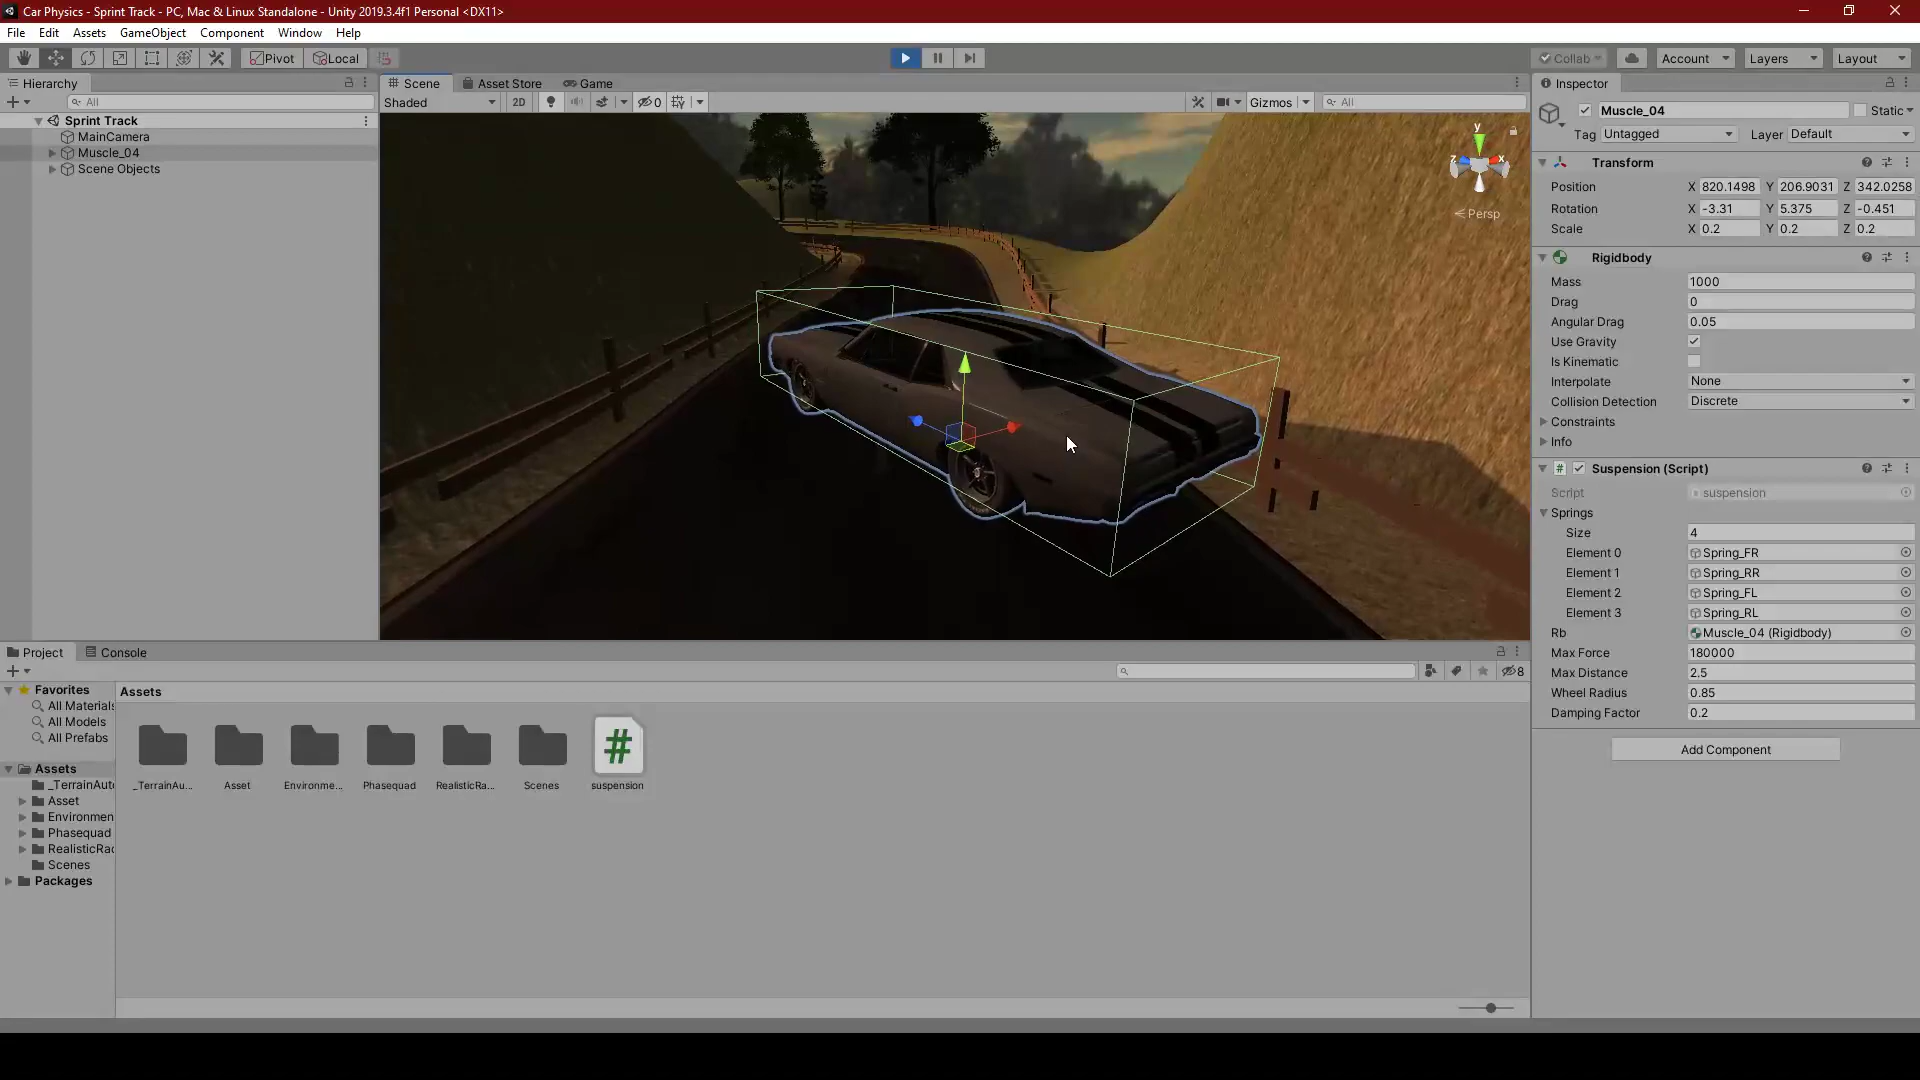 Car Physics - Sprint Track - PC, Mac & Linux Standalone - Unity 2019.3.4f1 Personal <DX11>
File Edit Assets GameObject Component Window Help
Pivot Local Collab Account Layers Layout
Hierarchy
All
Sprint Track
MainCamera
Muscle_04
Scene Objects
Scene Asset Store Game
Shaded 2D 0 Gizmos All
y
z x
Persp
Inspector
Muscle_04 Static
Tag Untagged Layer Default
Transform
Position X 820.1498 Y 206.9031 Z 342.0258
Rotation X -3.31 Y 5.375 Z -0.451
Scale X 0.2 Y 0.2 Z 0.2
Rigidbody
Mass 1000
Drag 0
Angular Drag 0.05
Use Gravity
Is Kinematic
Interpolate None
Collision Detection Discrete
Constraints
Info
# Suspension (Script)
Script suspension
Springs
Size 4
Element 0 Spring_FR
Element 1 Spring_RR
Element 2 Spring_FL
Element 3 Spring_RL
Rb Muscle_04 (Rigidbody)
Max Force 180000
Max Distance 2.5
Wheel Radius 0.85
Damping Factor 0.2
Add Component
Project Console
8
Favorites
All Materials
All Models
All Prefabs
Assets
_TerrainAuto
Asset
Environmen
Phasequad
RealisticRac
Scenes
Packages
Assets
#
_TerrainAu... Asset Environme... Phasequad RealisticRa... Scenes suspension